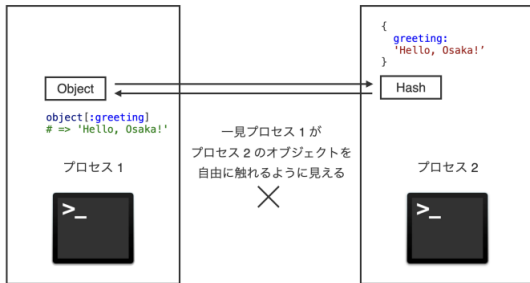 Object
object[:greeting]
# => 'Hello, Osaka!'
プロセス 1
>_
一見プロセス 1 が
プロセス 2 のオブジェクトを
自由に触れるように見える
{
greeting:
'Hello, Osaka!’
}
Hash
プロセス 2
>_